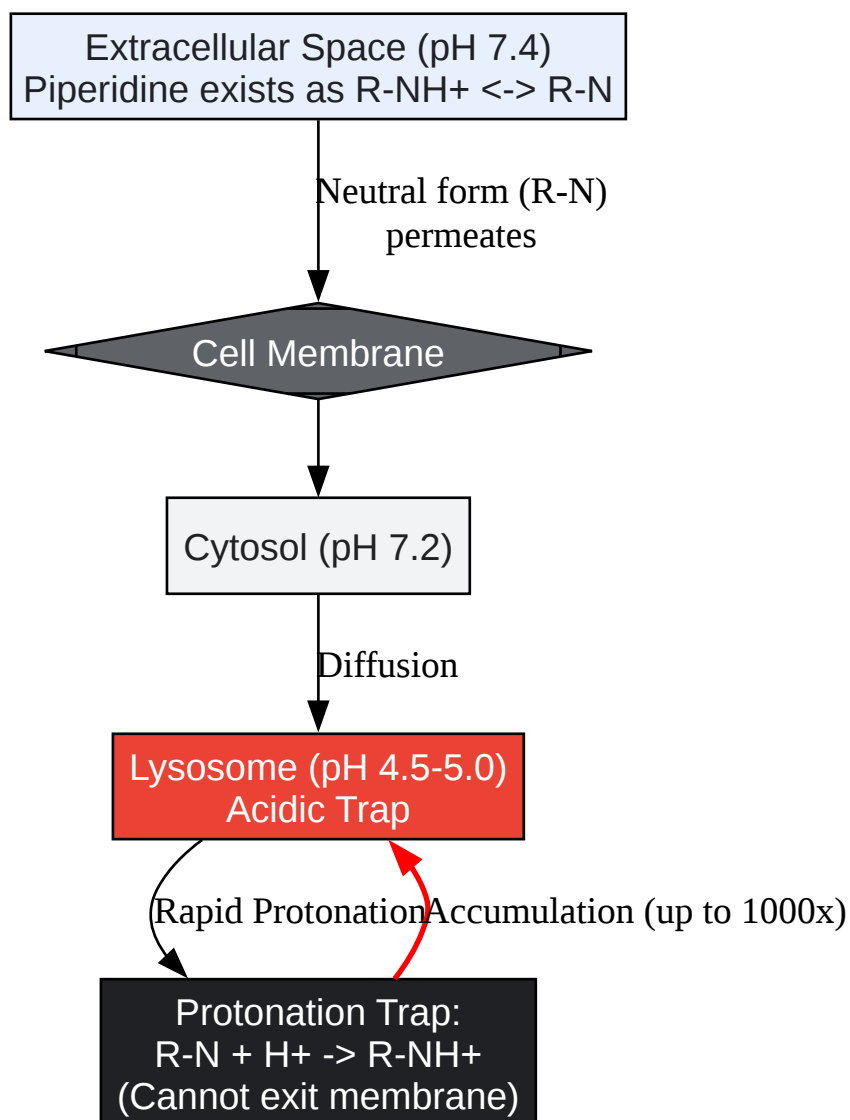 Extracellular Space (pH 7.4)
Piperidine exists as R-NH+ <-> R-N
Neutral form (R-N)
permeates
Cell Membrane
Cytosol (pH 7.2)
Diffusion
Lysosome (pH 4.5-5.0)
Acidic Trap
Rapid Protonation
Accumulation (up to 1000x)
Protonation Trap:
R-N + H+ -> R-NH+
(Cannot exit membrane)